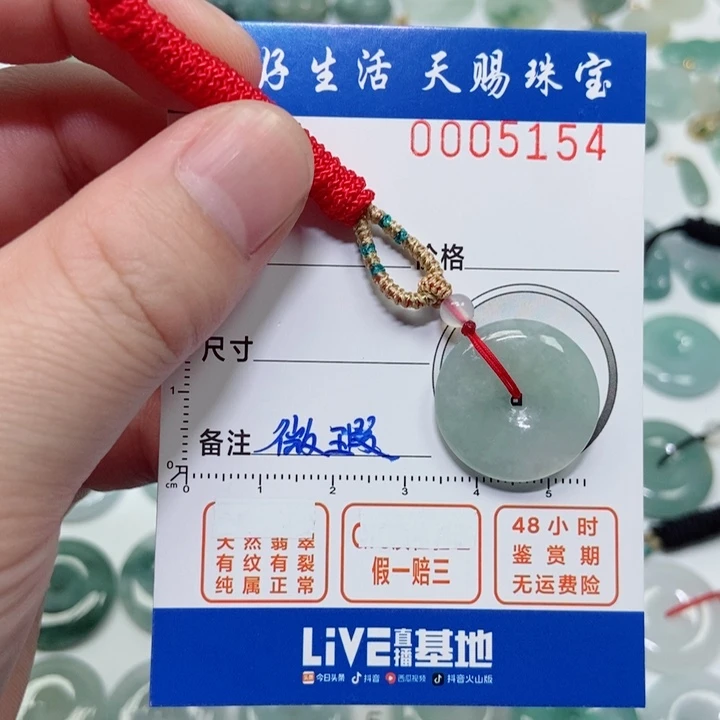 好生活 天赐珠宝
0005154
价格
尺寸
备注 微瑕
1
0
cm
0 1 2 3 4 5
天然翡翠
有纹有裂
纯属正常
假一赔三
48小时
鉴赏期
无运费险
LiVE直播基地
今日头条 抖音 西瓜视频 抖音火山版